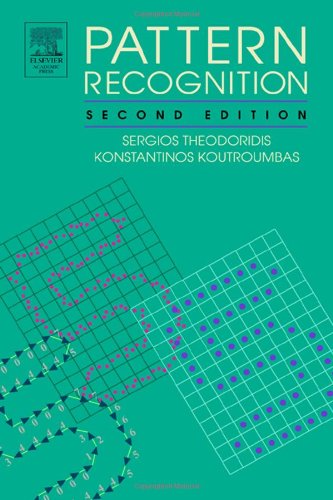 ELSEVIER
ACADEMIC
PRESS
PATTERN
RECOGNITION
SECOND EDITION
SERGIOS THEODORIDIS
KONSTANTINOS KOUTROUMBAS